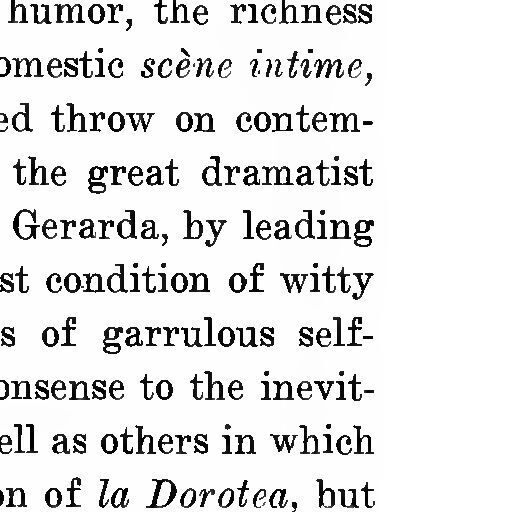 humor, the richness
omestic scène intime,
ed throw on contem-
the great dramatist
Gerarda, by leading
st condition of witty
s of garrulous self-
onsense to the inevit-
ell as others in which
on of la Dorotea, but